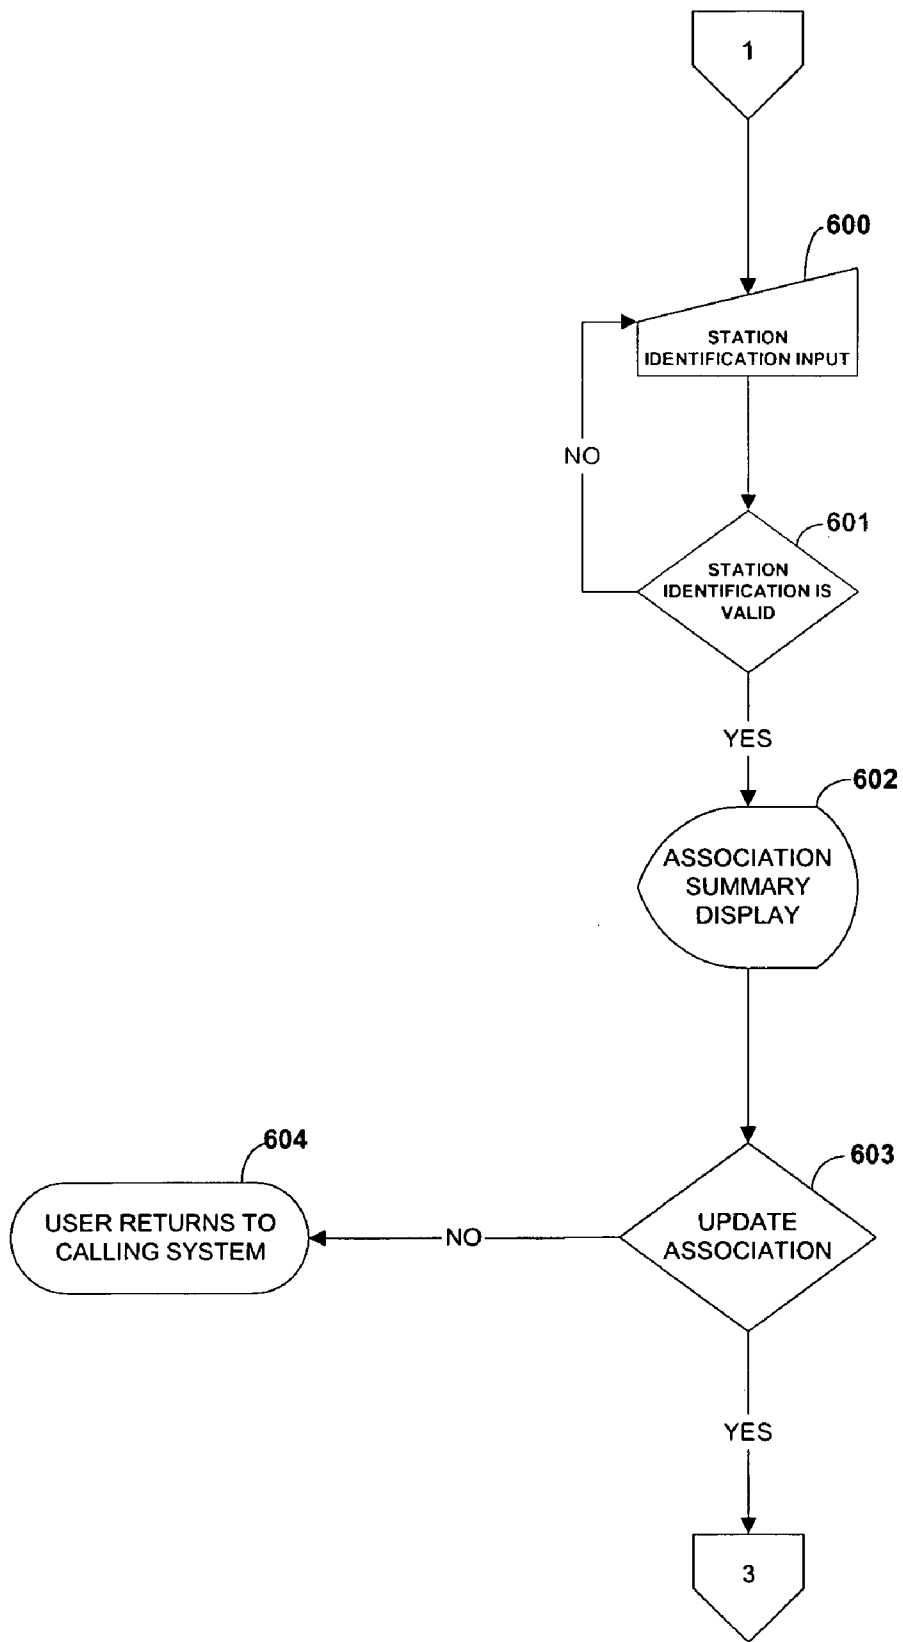 1
600
STATION
IDENTIFICATION INPUT
NO
601
STATION
IDENTIFICATION IS
VALID
YES
602
ASSOCIATION
SUMMARY
DISPLAY
603
UPDATE
ASSOCIATION
NO
604
USER RETURNS TO
CALLING SYSTEM
YES
3